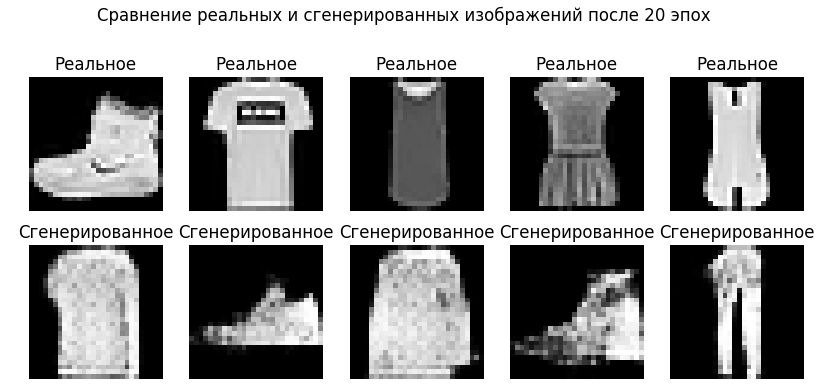 Сравнение реальных и сгенерированных изображений после 20 эпох
Реальное Реальное Реальное Реальное Реальное
Сгенерированное Сгенерированное Сгенерированное Сгенерированное Сгенерированное